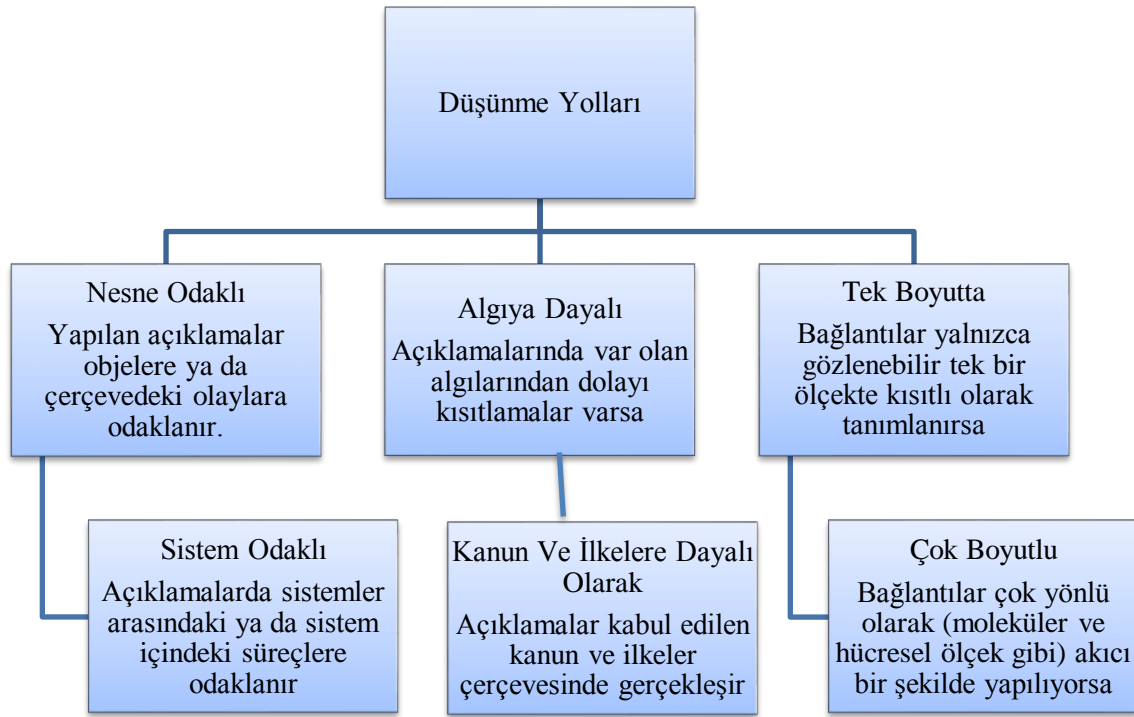 Düşünme Yolları
Nesne Odaklı
Yapılan açıklamalar
objelere ya da
çerçevedeki olaylara
odaklanır.
Algıya Dayalı
Açıklamalarında var olan
algılarından dolayı
kısıtlamalar varsa
Tek Boyutta
Bağlantılar yalnızca
gözlenebilir tek bir
ölçekte kısıtlı olarak
tanımlanırsa
Sistem Odaklı
Açıklamalarda sistemler
arasındaki ya da sistem
içindeki süreçlere
odaklanır
Kanun Ve İlkelere Dayalı
Olarak
Açıklamalar kabul edilen
kanun ve ilkeler
çerçevesinde gerçekleşir
Çok Boyutlu
Bağlantılar çok yönlü
olarak (moleküler ve
hücresel ölçek gibi) akıcı
bir şekilde yapılıyorsa